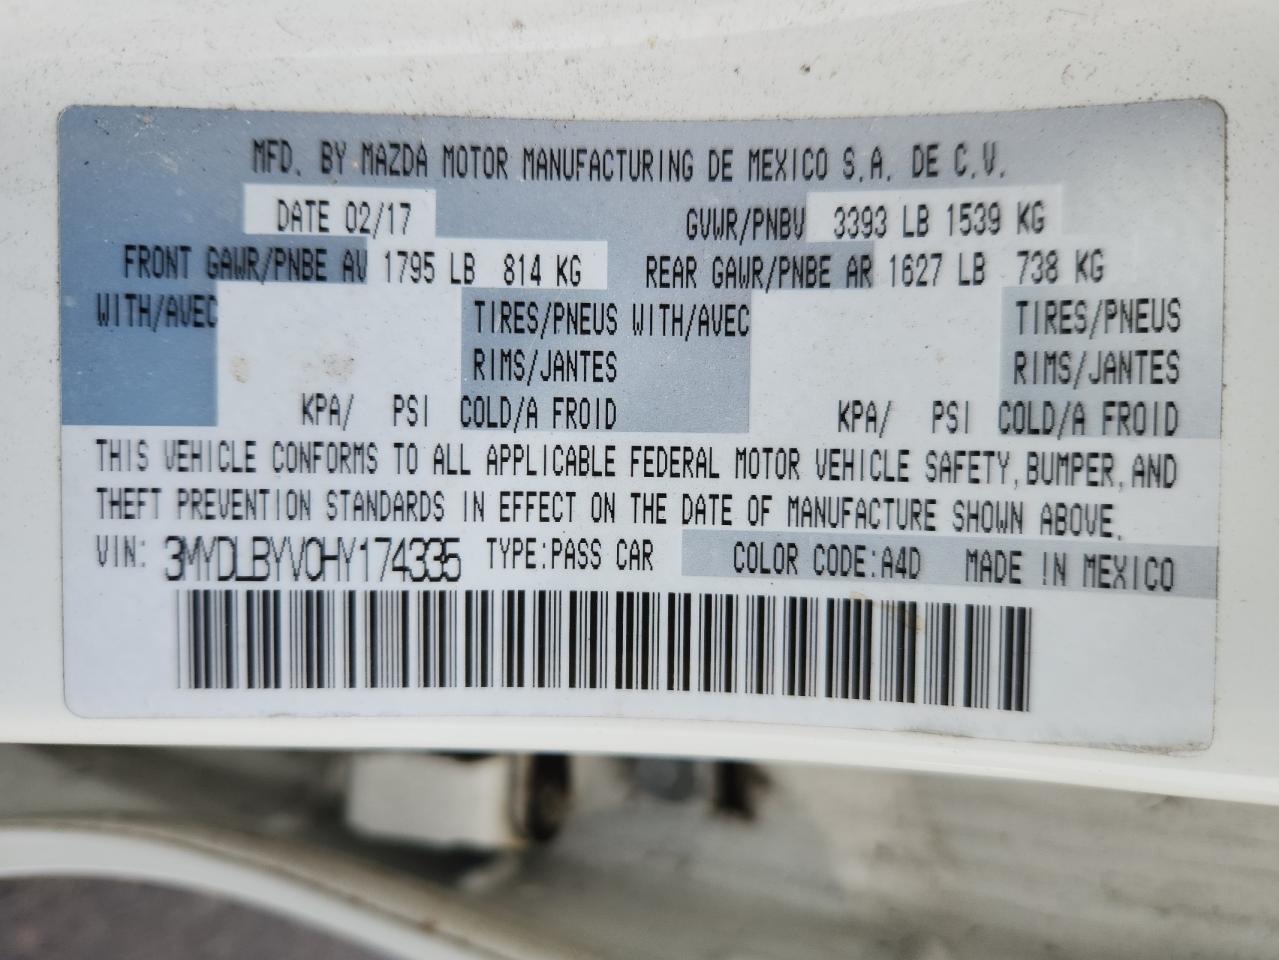 MFD. BY MAZDA MOTOR MANUFACTURING DE MEXICO S.A. DE C.V.
DATE 02/17 GVWR/PNBV 3393 LB 1539 KG
FRONT GAWR/PNBE AV 1795 LB 814 KG REAR GAWR/PNBE AR 1627 LB 738 KG
WITH/AVEC TIRES/PNEUS WITH/AVEC TIRES/PNEUS
RIMS/JANTES RIMS/JANTES
KPA/ PSI COLD/A FROID KPA/ PSI COLD/A FROID
THIS VEHICLE CONFORMS TO ALL APPLICABLE FEDERAL MOTOR VEHICLE SAFETY, BUMPER, AND
THEFT PREVENTION STANDARDS IN EFFECT ON THE DATE OF MANUFACTURE SHOWN ABOVE.
VIN: 3MYDLBYV0HY174335 TYPE:PASS CAR COLOR CODE:A4D MADE IN MEXICO